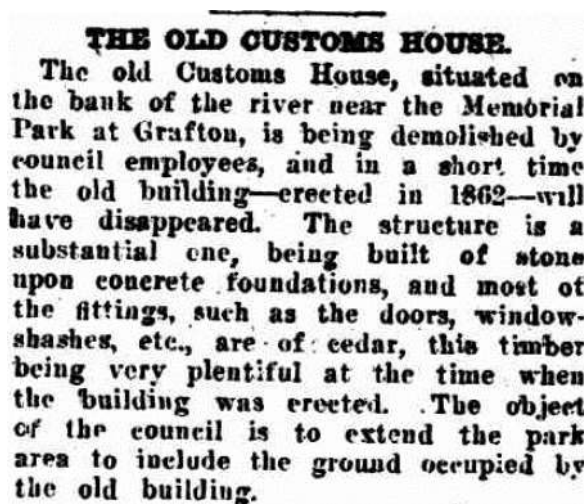 THE OLD CUSTOMS HOUSE.
The old Customs House, situated on
the bank of the river near the Memorial
Park at Grafton, is being demolished by
council employees, and in a short time
the old building—erected in 1862—will
have disappeared. The structure is a
substantial one, being built of stone
upon concrete foundations, and most of
the fittings, such as the doors, window-
shashes, etc., are of cedar, this timber
being very plentiful at the time when
the building was erected. The object
of the council is to extend the park
area to include the ground occupied by
the old building.